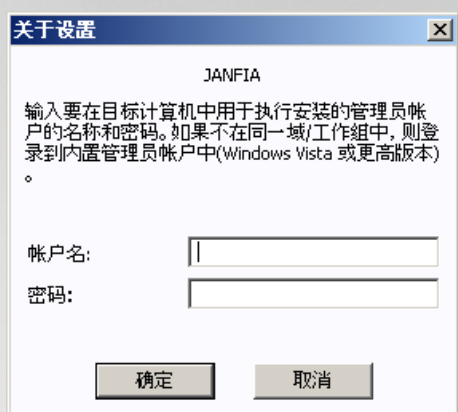 关于设置
JANFIA
输入要在目标计算机中用于执行安装的管理员帐
户的名称和密码。如果不在同一域/工作组中, 则登
录到内置管理员帐户中(Windows Vista 或更高版本)
。
帐户名:
密码:
确定 取消